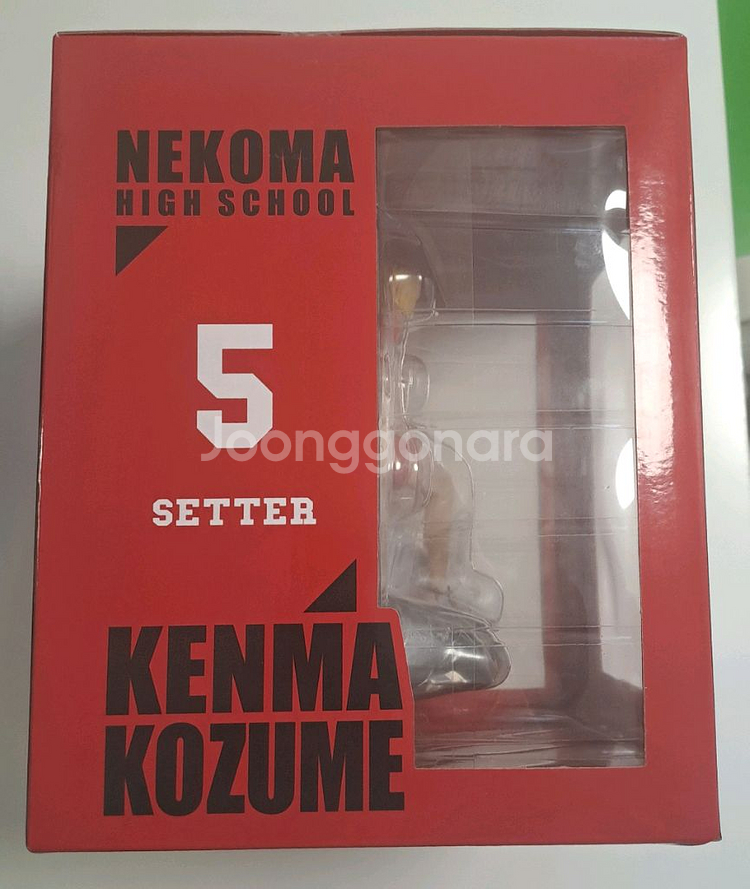 NEKOMA
HIGH SCHOOL
5
Joonggonara
SETTER
KENMA
KOZUME